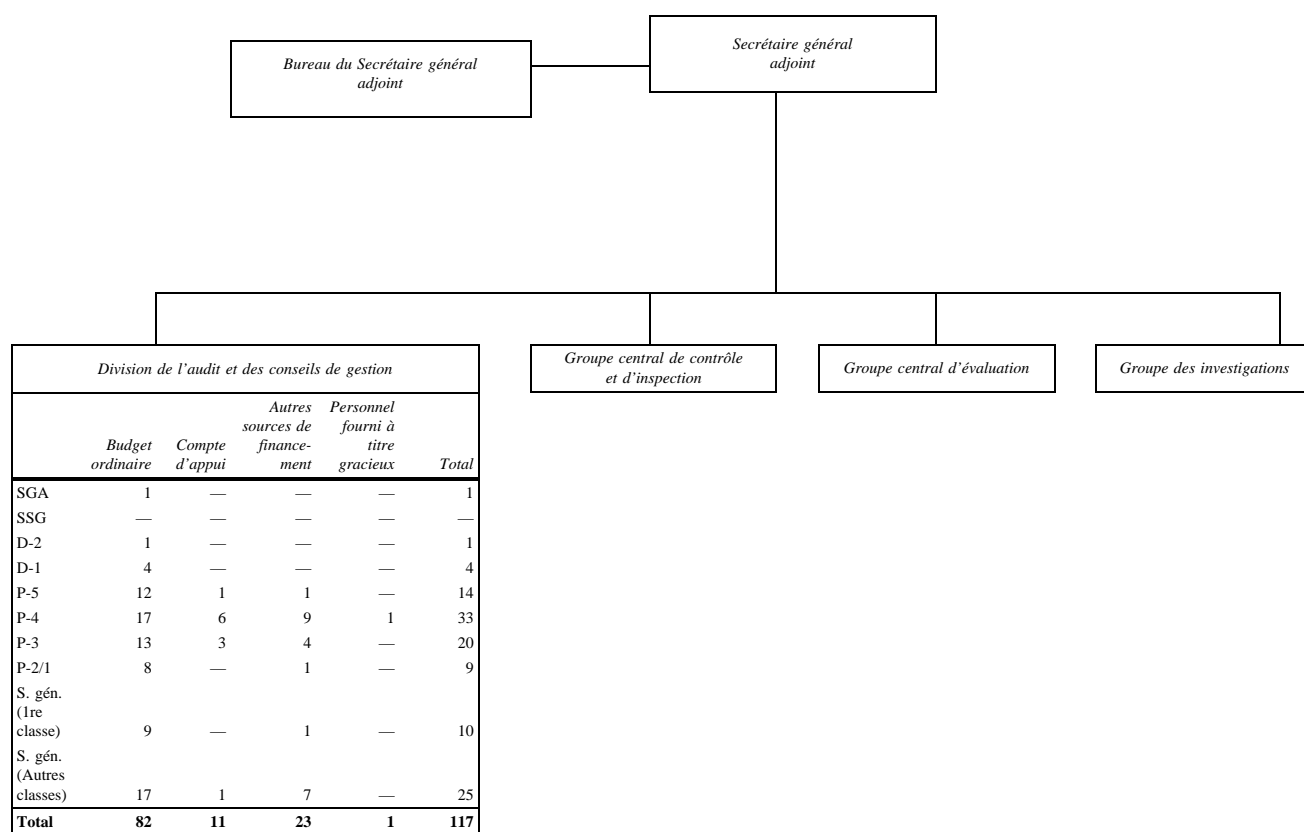 Secrétaire général
adjoint
Bureau du Secrétaire général
adjoint
Division de l'audit et des conseils de gestion
Groupe central de contrôle
et d'inspection
Groupe central d'évaluation
Groupe des investigations
Autres Personnel
sources de fourni à
Budget Compte finance- titre
ordinaire d'appui ment gracieux Total
SGA 1 — — — 1
SSG — — — — —
D-2 1 — — — 1
D-1 4 — — — 4
P-5 12 1 1 — 14
P-4 17 6 9 1 33
P-3 13 3 4 — 20
P-2/1 8 — 1 — 9
S. gén.
(1re
classe) 9 — 1 — 10
S. gén.
(Autres
classes) 17 1 7 — 25
Total 82 11 23 1 117